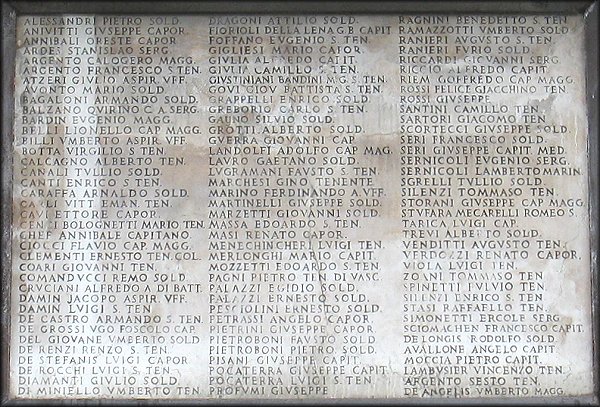 ALESSANDRI PIETRO SOLD.
ANIVITTI GIVSEPPE CAPOR.
ANNIBALI ORESTE CAPOR.
ARDES STANISLAO SERG.
ARGENTO CALOGERO MAGG.
ARGENTO FRANCESCO S. TEN.
ATZERI GIVLIO ASPIR. VFF.
AVONDI MARIO SOLD.
BAGALONI ARMANDO SOLD.
BALZANO QVIRINO C.A. SERG.
BARDIN EVGENIO MAGG.
BELLI LIONELLO CAP. MAGG.
BILLI VMBERTO ASPIR. VFF.
BOTTA VIRGILIO S. TEN.
CALCAGNO ALBERTO TEN.
CANALI TVLLIO SOLD.
CANTI ENRICO S. TEN.
CARAFFA ARNALDO SOLD.
CASALI VITT. EMAN. TEN.
ETTORE CAPOR.
CENCI BOLOGNETTI MARIO TEN.
ANNIBALE CAPITANO
CIOCCI FLAVIO CAP. MAGG.
CLEMENTI ERNESTO TEN. COL.
COARI GIOVANNI TEN.
COMANDVCCI REMO SOLD.
CRVCIANI ALFREDO A. DI BATT.
DAMIN JACOPO ASPIR. VFF.
DAMIN LVIGI S. TEN.
DE CASTRO ARMANDO S. TEN.
DE GROSSI VGO FOSCOLO CAP.
DEL GIOVANE VMBERTO SOLD.
DE RENZI RENZO S. TEN.
DE STEFANIS LVIGI CAPOR.
DE ROCCHI LVIGI S. TEN.
DIAMANTI GIVLIO SOLD.
DI MINIELLO VMBERTO TEN.
DRAGONI ATTILIO SOLD.
FIORIOLI DELLA LENA G.B. CAPIT.
FOFFANO EVGENIO S. TEN.
GIGLIESI MARIO CAPOR.
GIVLIA ALFREDO CAPIT.
GIVLI CAMILLO S. TEN.
GIVSTINIANI BANDINI M.G. S. TEN.
GOVI GIOV. BATTISTA S. TEN.
GRAPPELLI ENRICO SOLD.
GREBORIO CARLO S. TEN.
SILVIO SOLD.
GROTTI ALBERTO SOLD.
GVERRA GIOVANNI CAP.
LANDOLFI ADOLFO CAP. MAG.
LAVRO GAETANO SOLD.
LVGRAMANI FAVSTO S. TEN.
MARCHESI GINO TENENTE
MARINO FERDINANDO A. VFF.
MARTINELLI GIVSEPPE SOLD.
MARZETTI GIOVANNI SOLD.
MASSA EDOARDO S. TEN.
MASI RENATO CAPOR.
MENECHINCHERI LVIGI TEN.
MERLONGHI MARIO CAPIT.
MOZZETTI EDOARDO S. TEN.
PAGNI PIETRO TEN. DI VASC.
PALAZZI EGIDIO SOLD.
PALAZZI ERNESTO SOLD.
PESCIOLINI ERNESTO SOLD.
PETRASSI ANGELO CAPOR.
PIETRINI GIVSEPPE CAPOR.
PIETROBONI FAVSTO SOLD.
PIETROBONI PIETRO SOLD.
PISANI GIVSEPPE CAPIT.
POCATERRA GIVSEPPE CAPIT.
POCATERRA LVIGI S. TEN.
PROFVMI GIVSEPPE
RAGNINI BENEDETTO S. TEN.
RAMAZZOTTI VMBERTO SOLD.
RANIERI AVGVSTO S. TEN.
RANIERI FVRIO SOLD.
RICCARDI GIOVANNI SERG.
RICCIO ALFREDO CAPIT.
RIEM GOFFREDO CAP. MAGG.
ROSSI FELICE GIACCHINO TEN.
ROSSI GIVSEPPE
SANTINI CAMILLO TEN.
SARTORI GIACOMO TEN.
SCORTECCI GIVSEPPE SOLD.
SERI FRANCESCO SOLD.
SERI GIVSEPPE CAPIT. MED.
SERNICOLI EVGENIO SERG.
SERNICOLI LAMBERTO MARIN.
SGRELLI TVLLIO SOLD.
SILENZI TOMMASO TEN.
STORANI GIVSEPPE CAP. MAGG.
STVFARA MECARELLI ROMEO S.
TARICA LVIGI CAP.
TREVI ALBERTO SOLD.
VENDITTI AVGVSTO TEN.
VERDOZZI RENATO CAPOR.
VIOLA LVIGI TEN.
ZOANI TOMMASO TEN.
SPINETTI FVLVIO TEN.
SILENZI ENRICO S. TEN.
STASI RAFFAELLO TEN.
SIMONETTI ERCOLE SERG.
SCIOMACHEN FRANCESCO CAPIT.
DE LONGIS RODOLFO SOLD.
AVALLONE ANGELO CAPIT.
MOCCIA PIETRO CAPIT.
LAMBVSIER VINCENZO TEN.
ARGENTO SESTO TEN.
DE ANGELIS VMBERTO MAG.